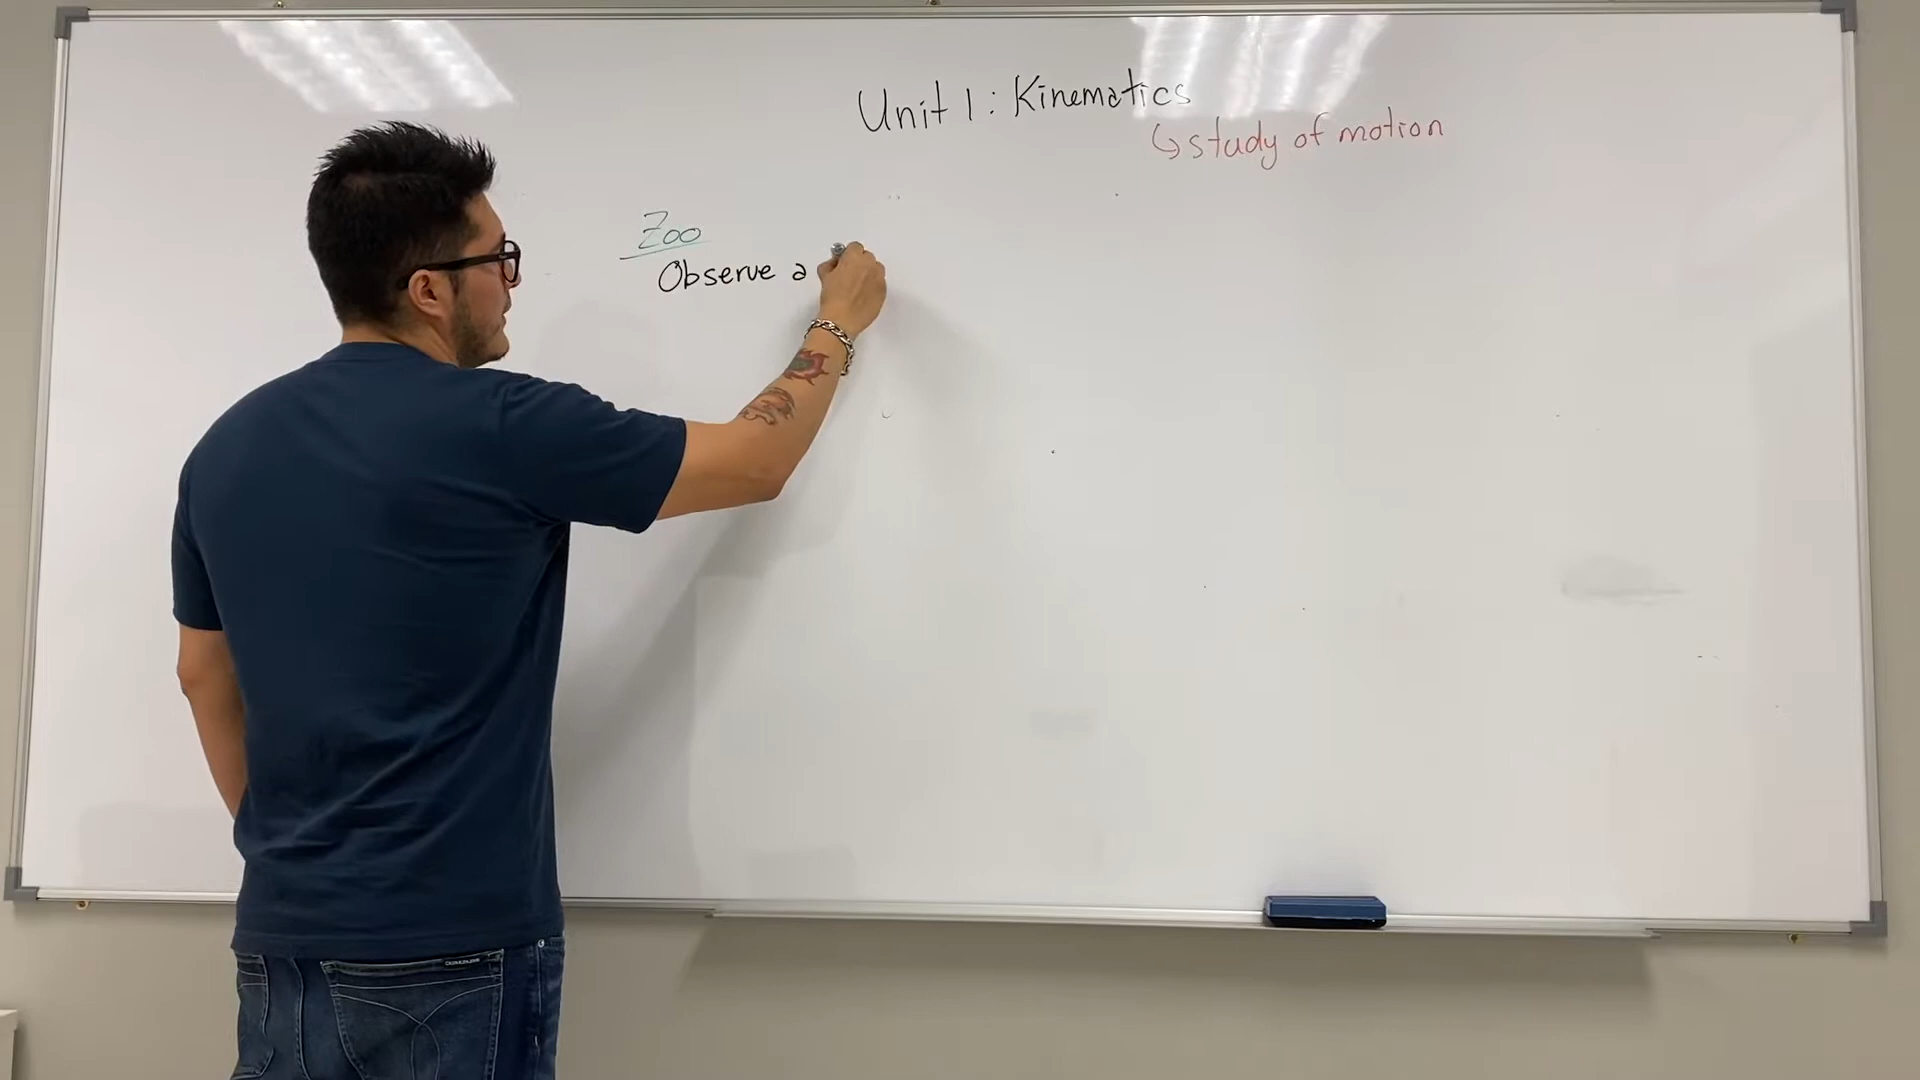 Unit 1: Kinematics
↳ study of motion
Zoo
Observe a